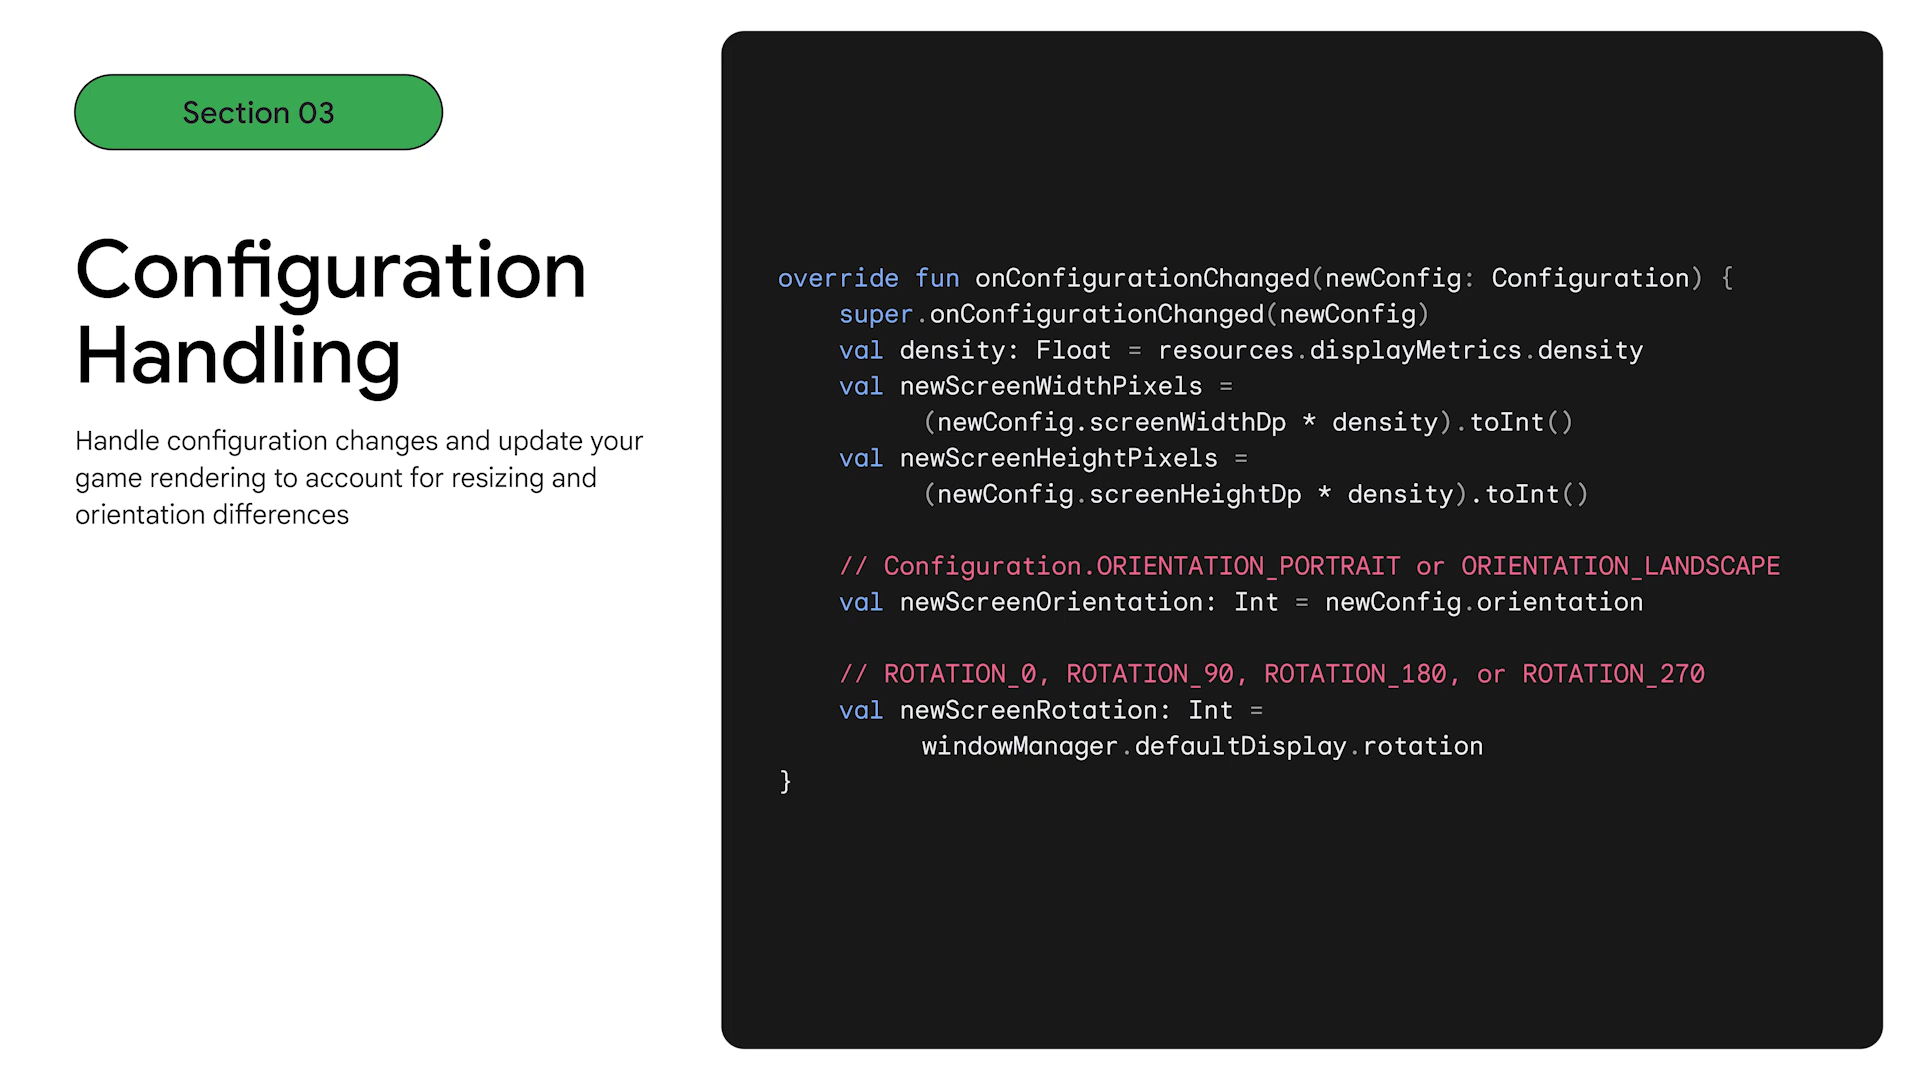 Section 03
Configuration
Handling
Handle configuration changes and update your
game rendering to account for resizing and
orientation differences
override fun onConfigurationChanged(newConfig: Configuration) {
super.onConfigurationChanged(newConfig)
val density: Float = resources.displayMetrics.density
val newScreenWidthPixels =
(newConfig.screenWidthDp * density).toInt()
val newScreenHeightPixels =
(newConfig.screenHeightDp * density).toInt()
// Configuration.ORIENTATION_PORTRAIT or ORIENTATION_LANDSCAPE
val newScreenOrientation: Int = newConfig.orientation
// ROTATION_0, ROTATION_90, ROTATION_180, or ROTATION_270
val newScreenRotation: Int =
windowManager.defaultDisplay.rotation
}